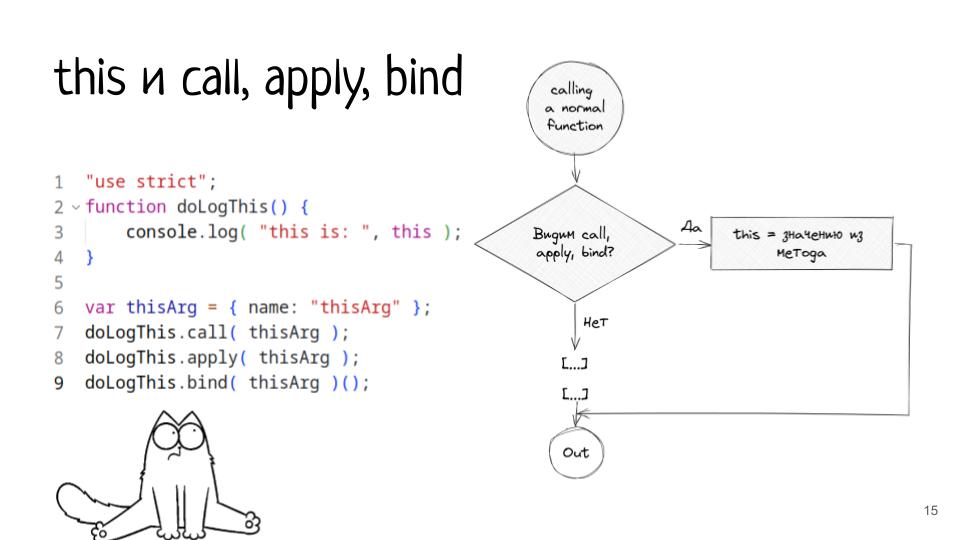 this и call, apply, bind
1 "use strict";
2 function doLogThis() {
3 console.log( "this is: ", this );
4 }
5
6 var thisArg = { name: "thisArg" };
7 doLogThis.call( thisArg );
8 doLogThis.apply( thisArg );
9 doLogThis.bind( thisArg )();
calling
a normal
function
Видим call,
apply, bind?
Да
this = значению из
метода
Нет
[...]
[...]
Out
15